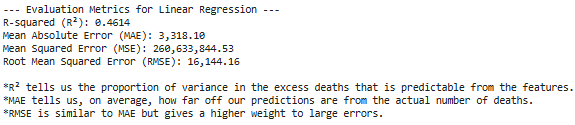 --- Evaluation Metrics for Linear Regression ---
R-squared (R²): 0.4614
Mean Absolute Error (MAE): 3,318.10
Mean Squared Error (MSE): 260,633,844.53
Root Mean Squared Error (RMSE): 16,144.16

*R² tells us the proportion of variance in the excess deaths that is predictable from the features.
*MAE tells us, on average, how far off our predictions are from the actual number of deaths.
*RMSE is similar to MAE but gives a higher weight to large errors.